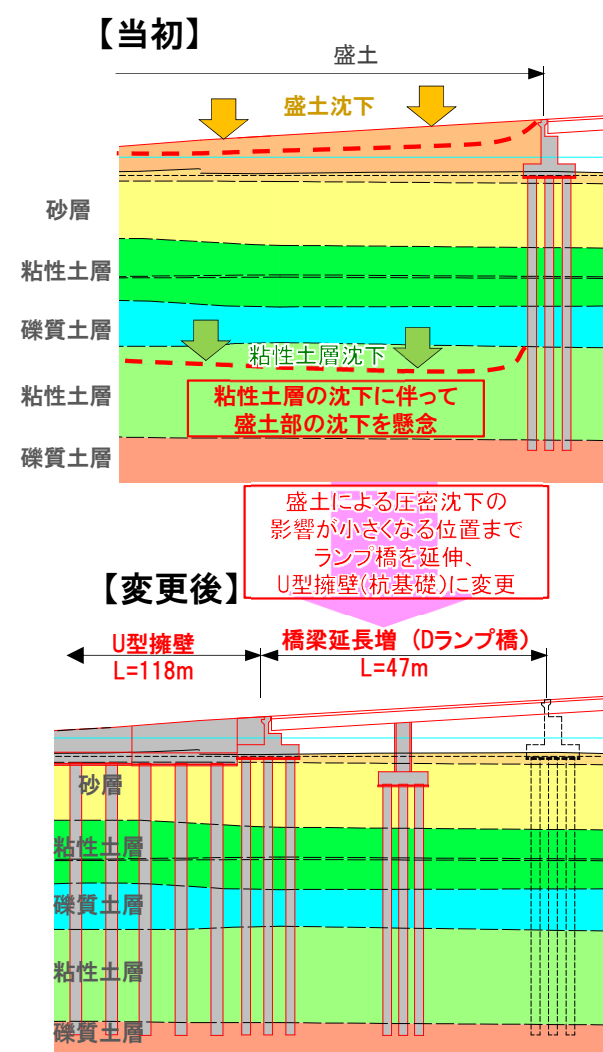 【当初】
盛土
盛土沈下
砂層
粘性土層
礫質土層
粘性土層沈下
粘性土層
粘性土層の沈下に伴って
盛土部の沈下を懸念
礫質土層
盛土による圧密沈下の
影響が小さくなる位置まで
ランプ橋を延伸、
U型擁壁(杭基礎)に変更
【変更後】
U型擁壁
L=118m
橋梁延長増 (Dランプ橋)
L=47m
砂層
粘性土層
礫質土層
粘性土層
礫質土層